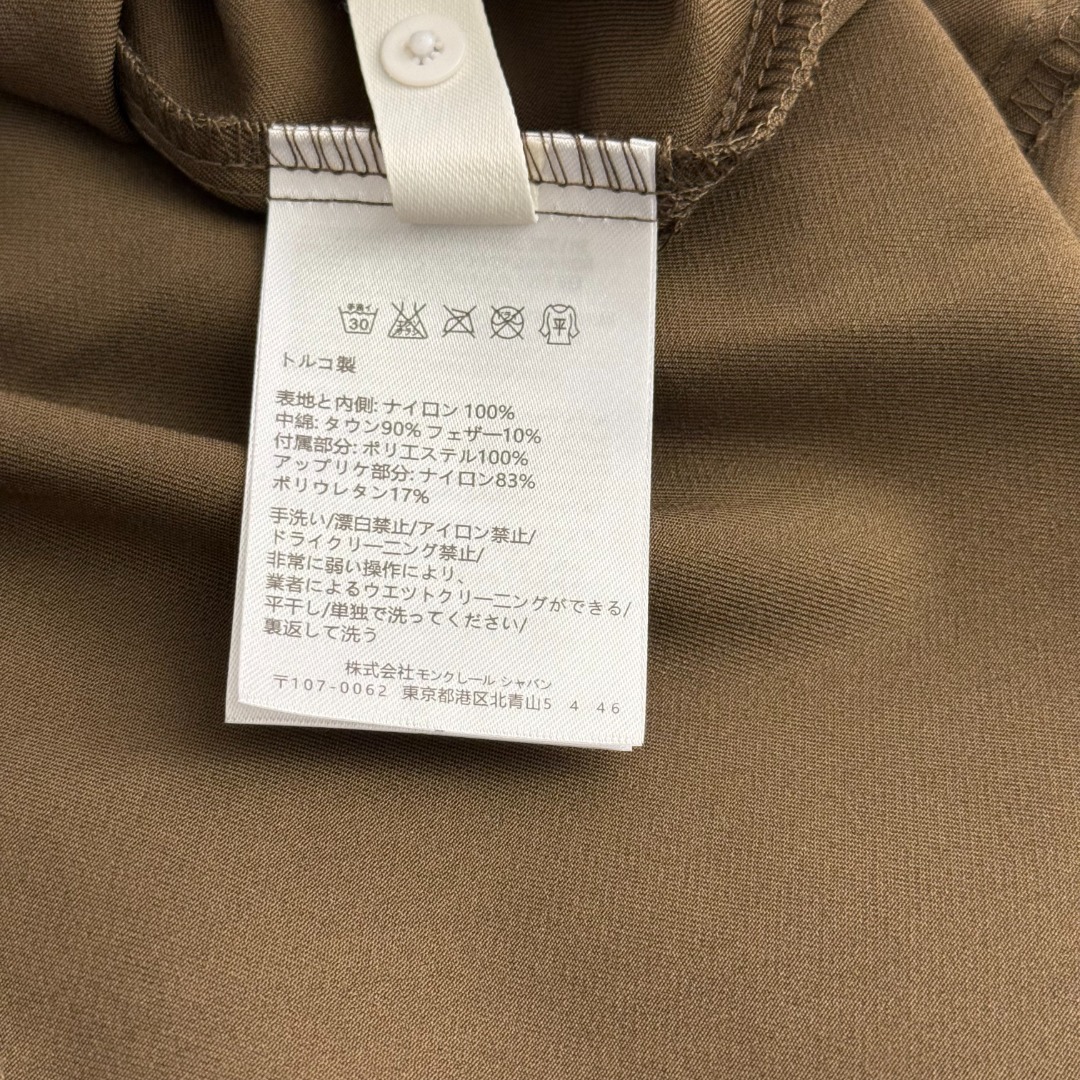 手洗イ
30
平
トルコ製
表地と内側: ナイロン 100%
中綿: タウン90% フェザー10%
付属部分: ポリエステル100%
アップリケ部分: ナイロン83%
ポリウレタン17%
手洗い/漂白禁止/アイロン禁止/
ドライクリーニング禁止/
非常に弱い操作により、
業者によるウエットクリーニングができる/
平干し/単独で洗ってください/
裏返して洗う
株式会社 モンクレール シャバン
〒107-0062 東京都港区北青山5 4 46